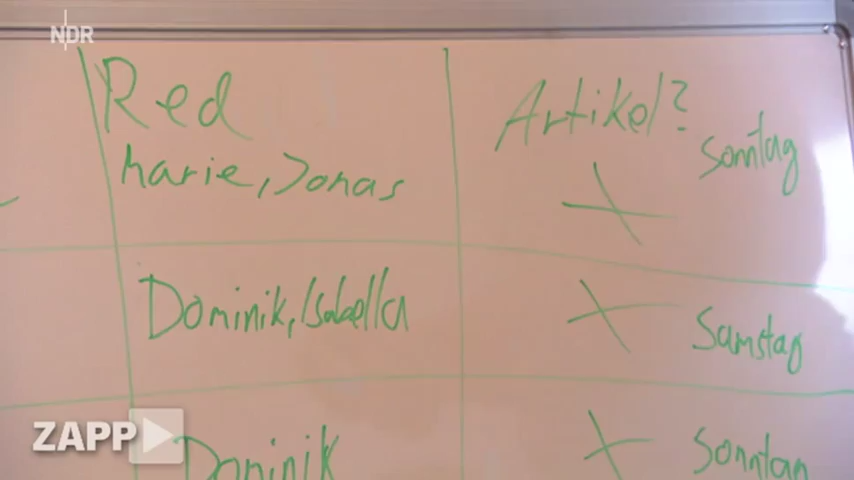 NDR
Red
Artikel?
Sonntag
Marie, Jonas
Dominik, Isabella
Samstag
ZAPP
Dominik
Sonntag